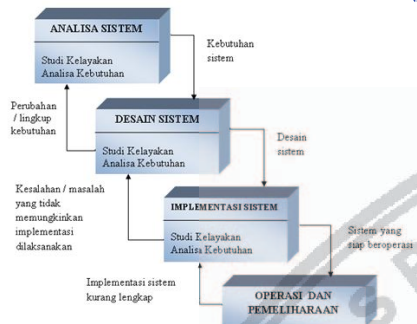 ANALISA SISTEM
Studi Kelayakan
Analisa Kebutuhan
Kebutuhan
sistem
Perubahan
/ lingkup
kebutuhan
DESAIN SISTEM
Studi Kelayakan
Analisa Kebutuhan
Desain
sistem
Kesalahan / masalah
yang tidak
memungkinkan
implementasi
dilaksanakan
IMPLEMENTASI SISTEM
Studi Kelayakan
Analisa Kebutuhan
Sistem yang
siap beroperasi
Implementasi sistem
kurang lengkap
OPERASI DAN
PEMELIHARAAN